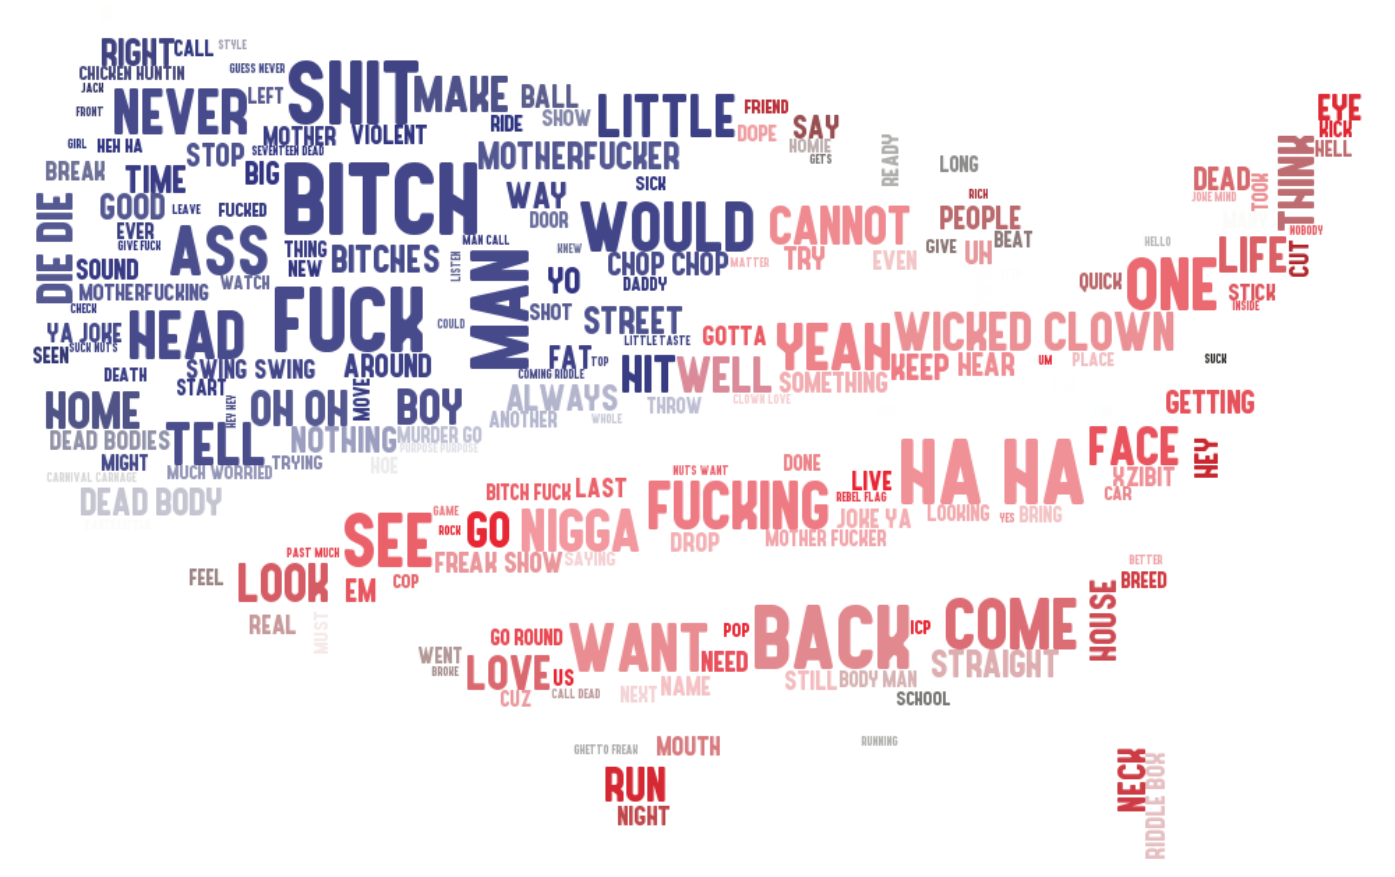 RIGHT CALL STYLE
CHICKEN HUNTIN GUESS NEVER
JACK
FRONT NEVER LEFT SHIT MAKE BALL
RIDE SHOW LITTLE FRIEND
DOPE SAY
HOMIE
GETS
EYE
KICK
HELL
GIRL HEH HA MOTHER VIOLENT
STOP SEVENTEEN DEAD
MOTHERFUCKER
READY LONG
THINK
BREAK TIME BIG BITCH WAY SICK
RICH
DEAD
JOKE MIND TOOK
DIE DIE GOOD LEAVE FUCKED
DOOR WOULD CANNOT PEOPLE
NOBODY
EVER
GIVE FUCK ASS THING
NEW BITCHES LISTEN MAN CALL KNEW
GIVE UH BEAT
HELLO LIFE CUT
SOUND WATCH MAN YO CHOP CHOP MATTER TRY EVEN
DADDY
QUICK ONE STICK
INSIDE
MOTHERFUCKING
CHECK
HEAD FUCK COULD SHOT STREET
LITTLE TASTE GOTTA YEAH WICKED CLOWN
YA JOKE
SUCK NUTS
SEEN SWING SWING AROUND FAT TOP
COMING RIDDLE HIT WELL SOMETHING KEEP HEAR UM PLACE SUCK
DEATH START MOVE
ALWAYS THROW CLOWN LOVE
HOME HEY HEY OH OH BOY ANOTHER WHOLE
GETTING
DEAD BODIES TELL NOTHING MURDER GO
PURPOSE PURPOSE
FACE HEY
MIGHT MUCH WORRIED TRYING HOE
CARNIVAL CARNAGE
NUTS WANT DONE
LIVE HA HA XZIBIT
CAR
DEAD BODY
BITCH FUCK LAST
REBEL FLAG
GAME
ROCK GO NIGGA FUCKING JOKE YA LOOKING YES BRING
SEE DROP MOTHER FUCKER
PAST MUCH FREAK SHOW SAYING
BETTER
BREED
FEEL LOOK EM COP
HOUSE
REAL MUST
GO ROUND WANT POP BACK ICP COME
WENT
BROKE LOVE US NEED STRAIGHT
CUZ CALL DEAD NEXT NAME STILL BODY MAN
SCHOOL
GHETTO FREAK MOUTH RUNNING
RUN
NIGHT
NECK
RIDDLE BOX